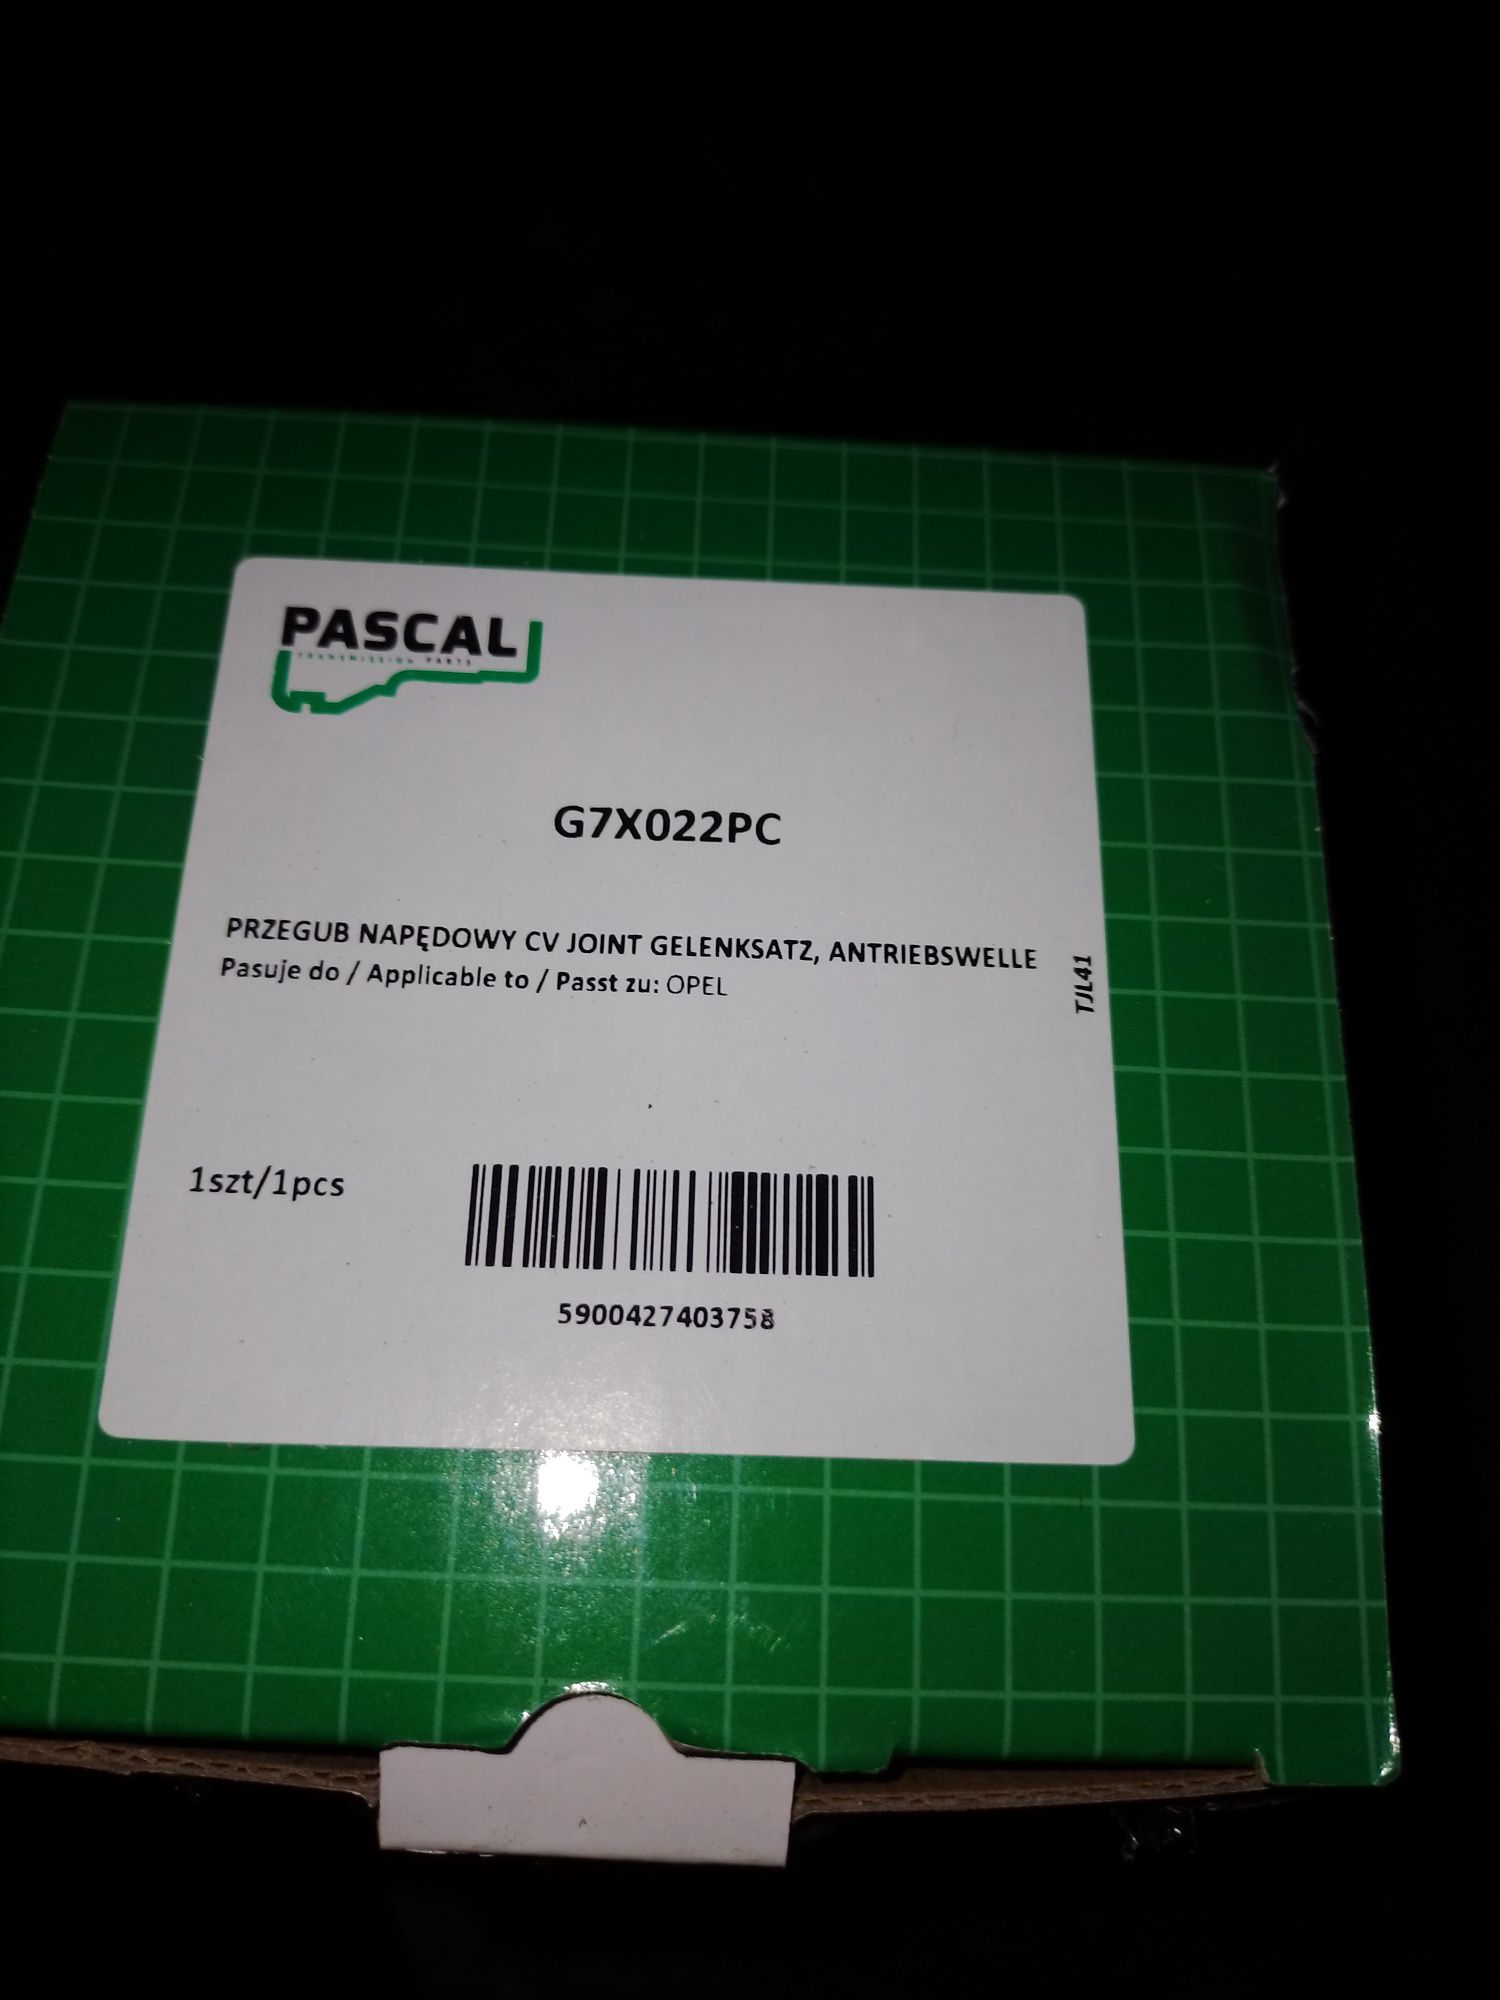 PASCAL
TRANSMISSION PARTS
G7X022PC
PRZEGUB NAPĘDOWY CV JOINT GELENKSATZ, ANTRIEBSWELLE
Pasuje do / Applicable to / Passt zu: OPEL
TJL41
1szt/1pcs
5900427403758